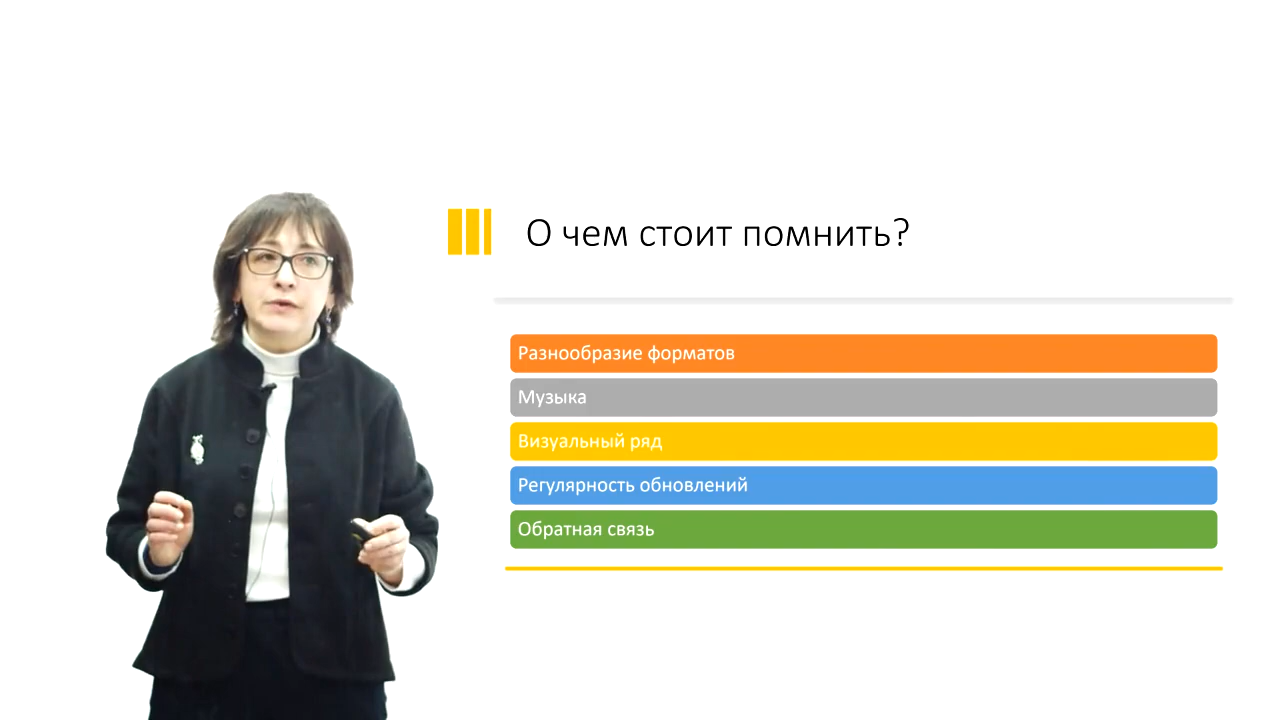 О чем стоит помнить?
Разнообразие форматов
Музыка
Визуальный ряд
Регулярность обновлений
Обратная связь